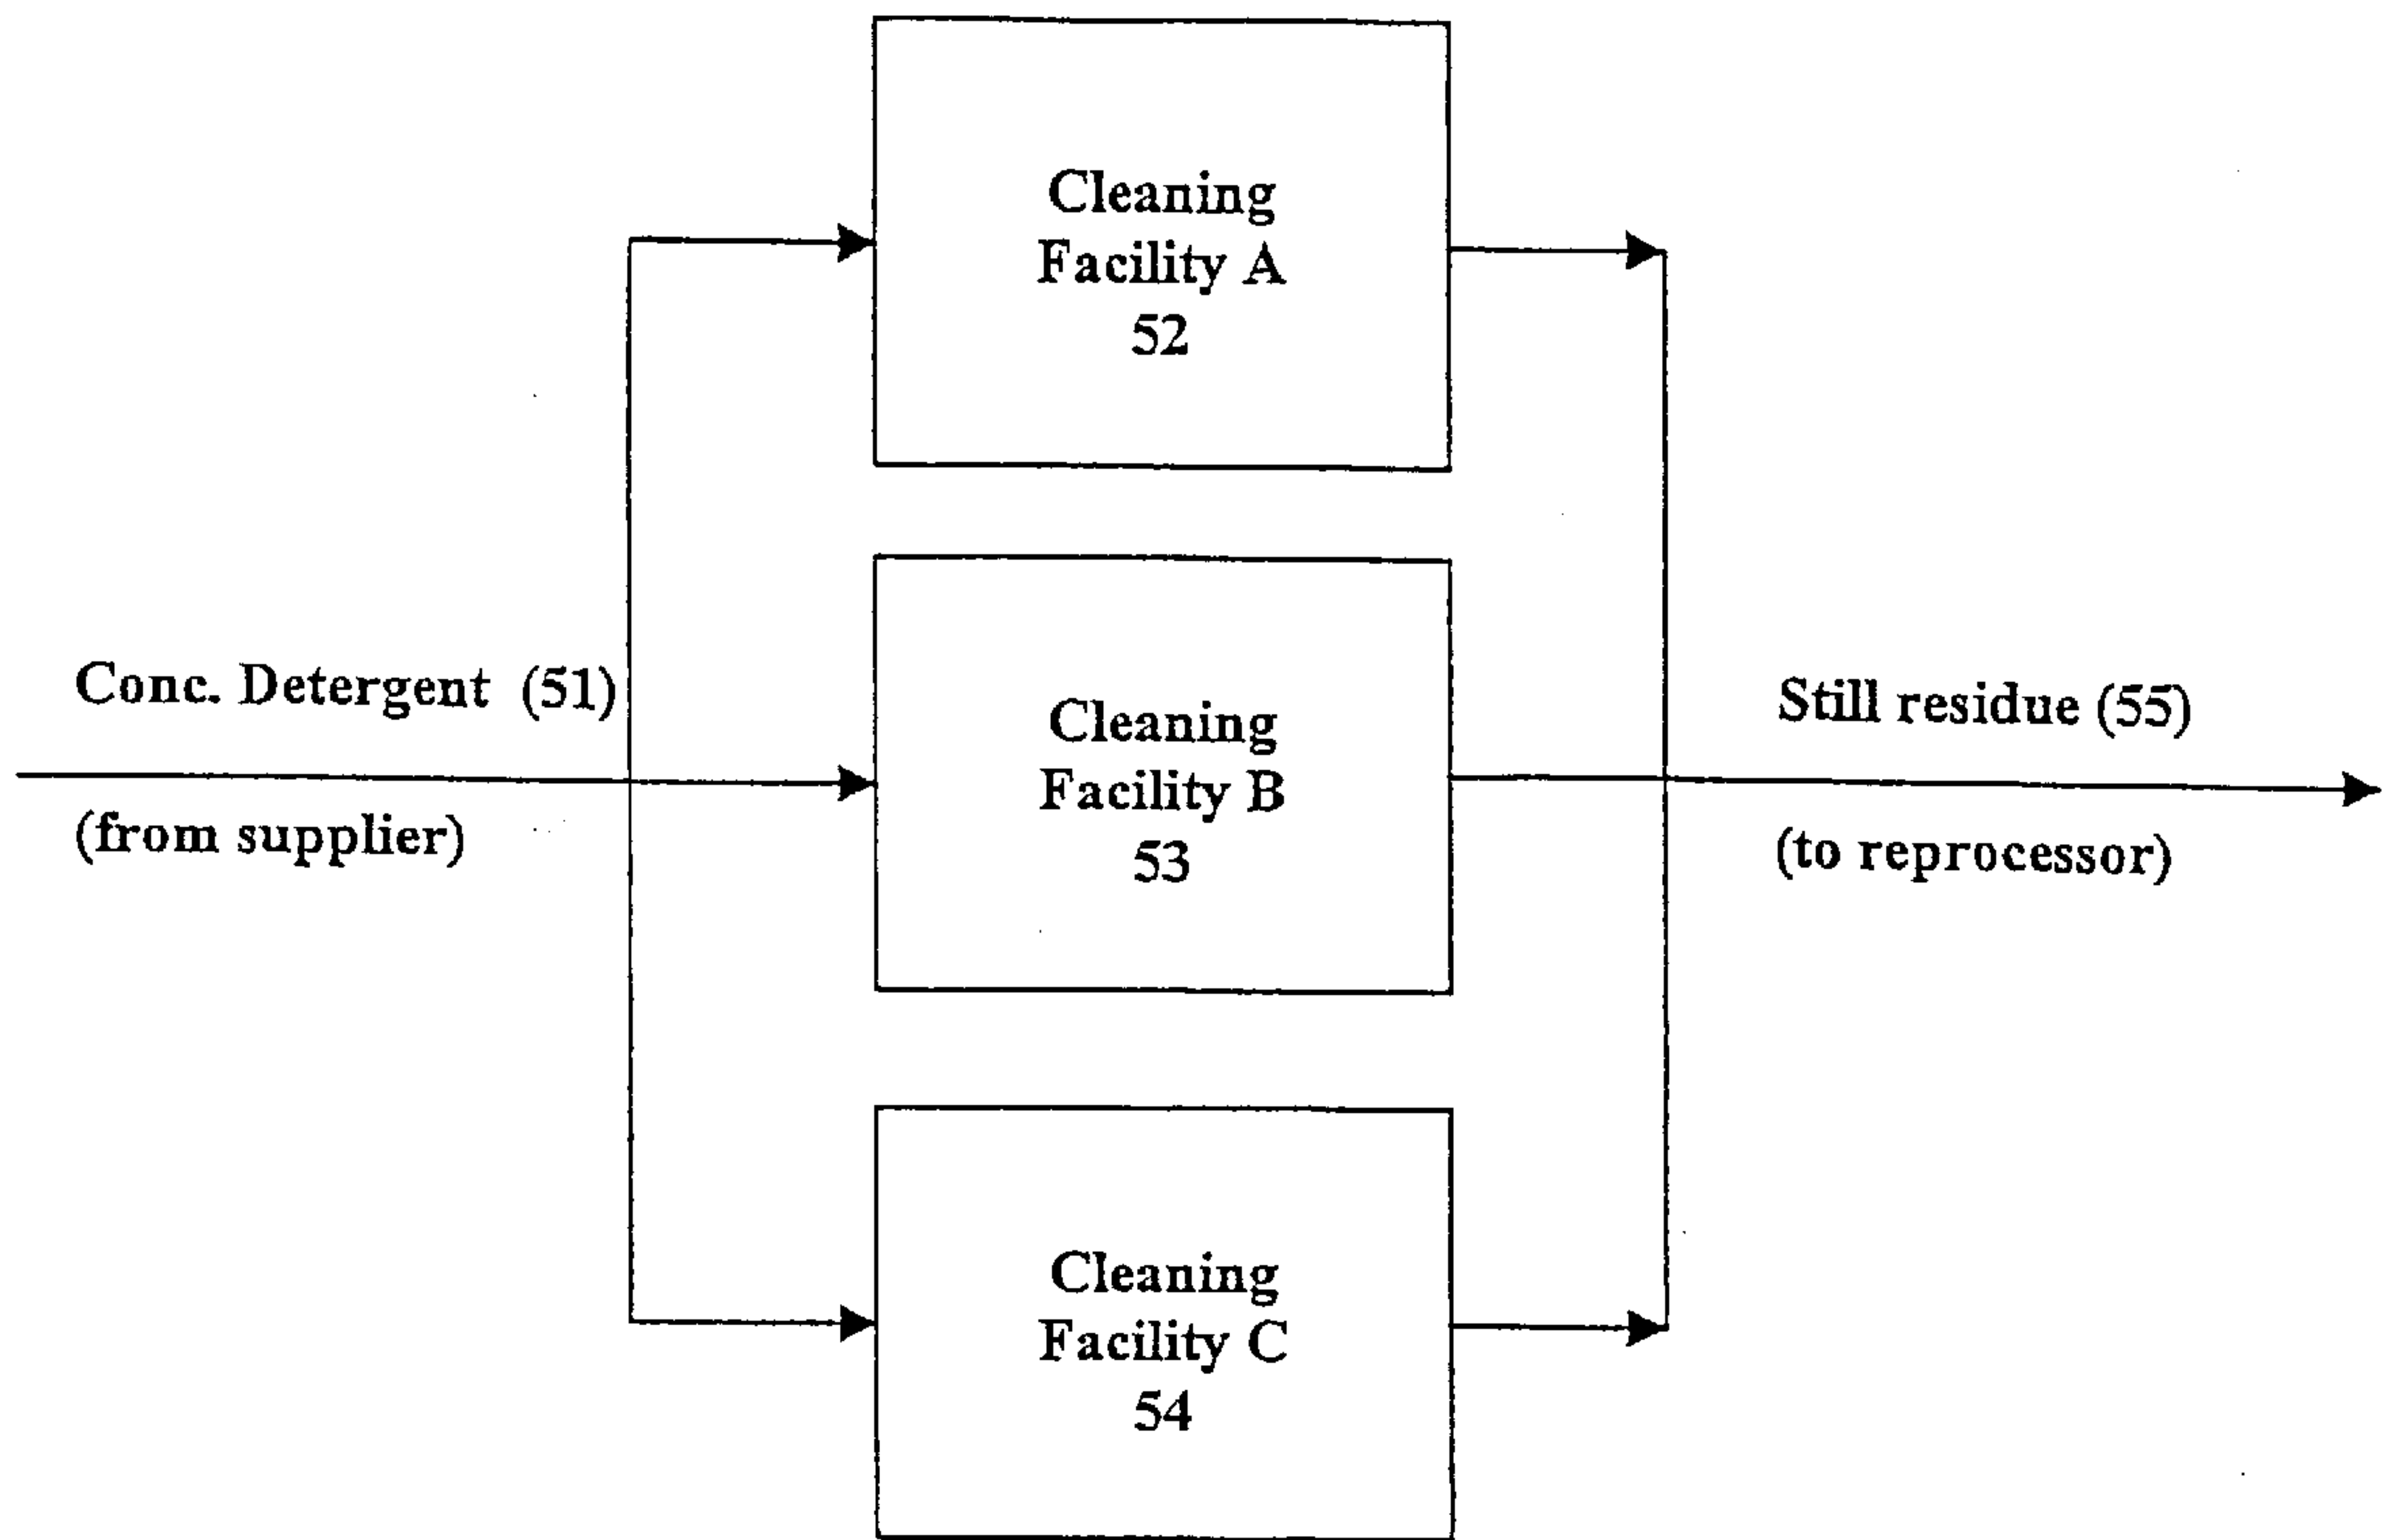 Cleaning
Facility A
52
Conc. Detergent (51)
(from supplier)
Cleaning
Facility B
53
Still residue (55)
(to reprocessor)
Cleaning
Facility C
54